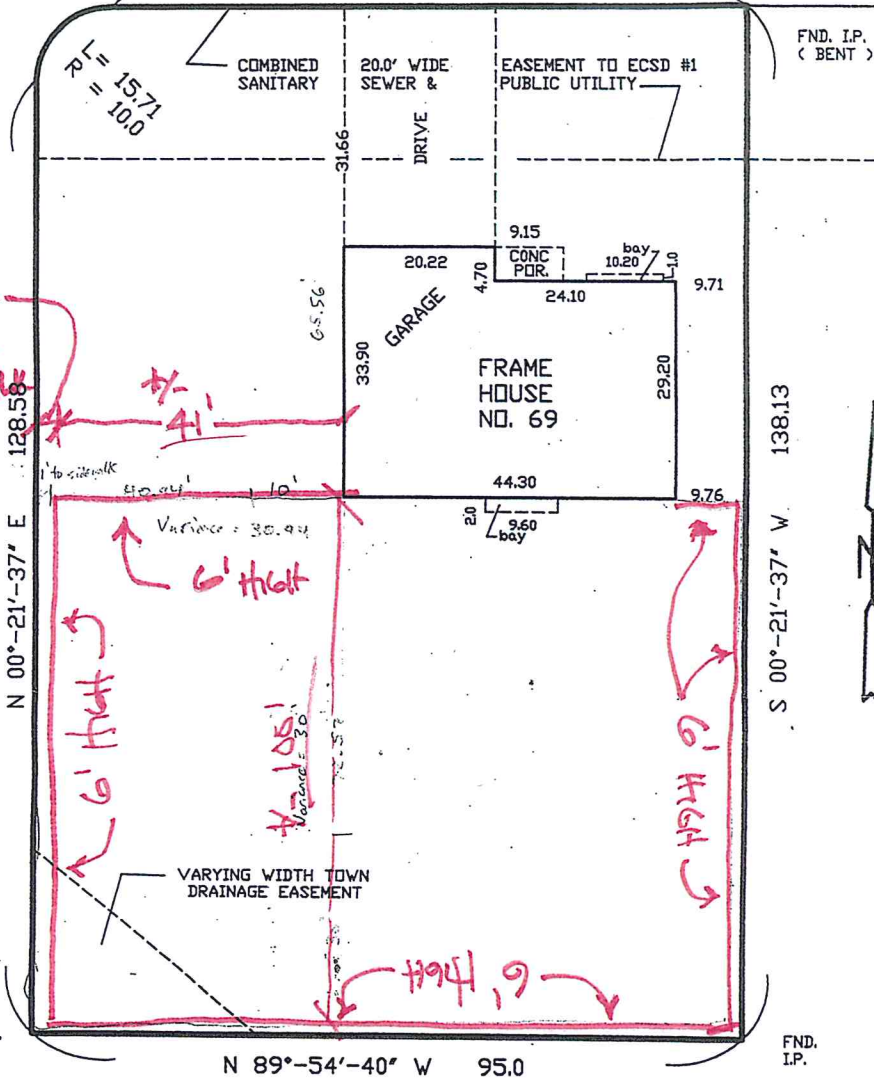 FND. I.P.
( BENT )
L = 15.71
R = 10.0
COMBINED 20.0' WIDE EASEMENT TO ECSD #1
SANITARY SEWER & PUBLIC UTILITY
31.66
DRIVE
9.15
CONC
POR.
bay
10.20
1.0
20.22
4.70
24.10
9.71
65.56'
GARAGE
33.90
FRAME
HOUSE
NO. 69
29.20
N 00°-21'-37" E 128.58
138.13
+/-
41'
1' to sidewalk
40.94'
10'
44.30
9.76
Variance = 30.94
2.0
9.60
bay
6' HIGH
S 00°-21'-37" W
6' HIGH
Variance = 30'
6' HIGH
VARYING WIDTH TOWN
DRAINAGE EASEMENT
6' HIGH
N 89°-54'-40" W 95.0
FND.
I.P.